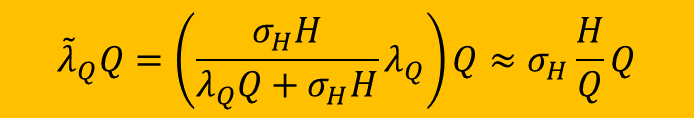 λ̃_Q Q = (σ_H H / (λ_Q Q + σ_H H) λ_Q) Q ≈ σ_H H/Q Q